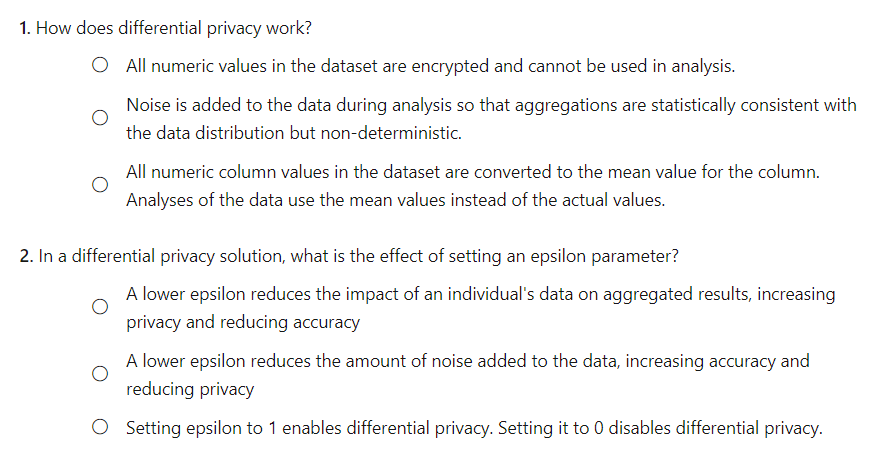 1. How does differential privacy work?
All numeric values in the dataset are encrypted and cannot be used in analysis.
Noise is added to the data during analysis so that aggregations are statistically consistent with
the data distribution but non-deterministic.
All numeric column values in the dataset are converted to the mean value for the column.
Analyses of the data use the mean values instead of the actual values.
2. In a differential privacy solution, what is the effect of setting an epsilon parameter?
A lower epsilon reduces the impact of an individual's data on aggregated results, increasing
privacy and reducing accuracy
A lower epsilon reduces the amount of noise added to the data, increasing accuracy and
reducing privacy
Setting epsilon to 1 enables differential privacy. Setting it to 0 disables differential privacy.